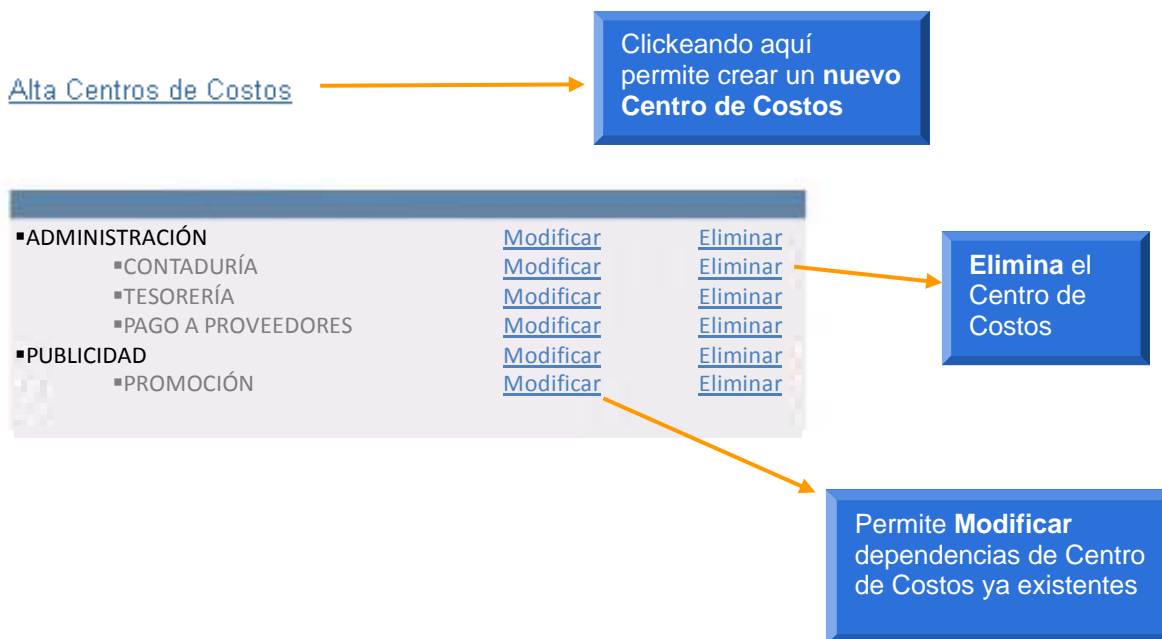 Clickeando aquí
permite crear un nuevo
Centro de Costos
Alta Centros de Costos
▪ADMINISTRACIÓN Modificar Eliminar
▪CONTADURÍA Modificar Eliminar
▪TESORERÍA Modificar Eliminar
▪PAGO A PROVEEDORES Modificar Eliminar
▪PUBLICIDAD Modificar Eliminar
▪PROMOCIÓN Modificar Eliminar
Elimina el
Centro de
Costos
Permite Modificar
dependencias de Centro
de Costos ya existentes